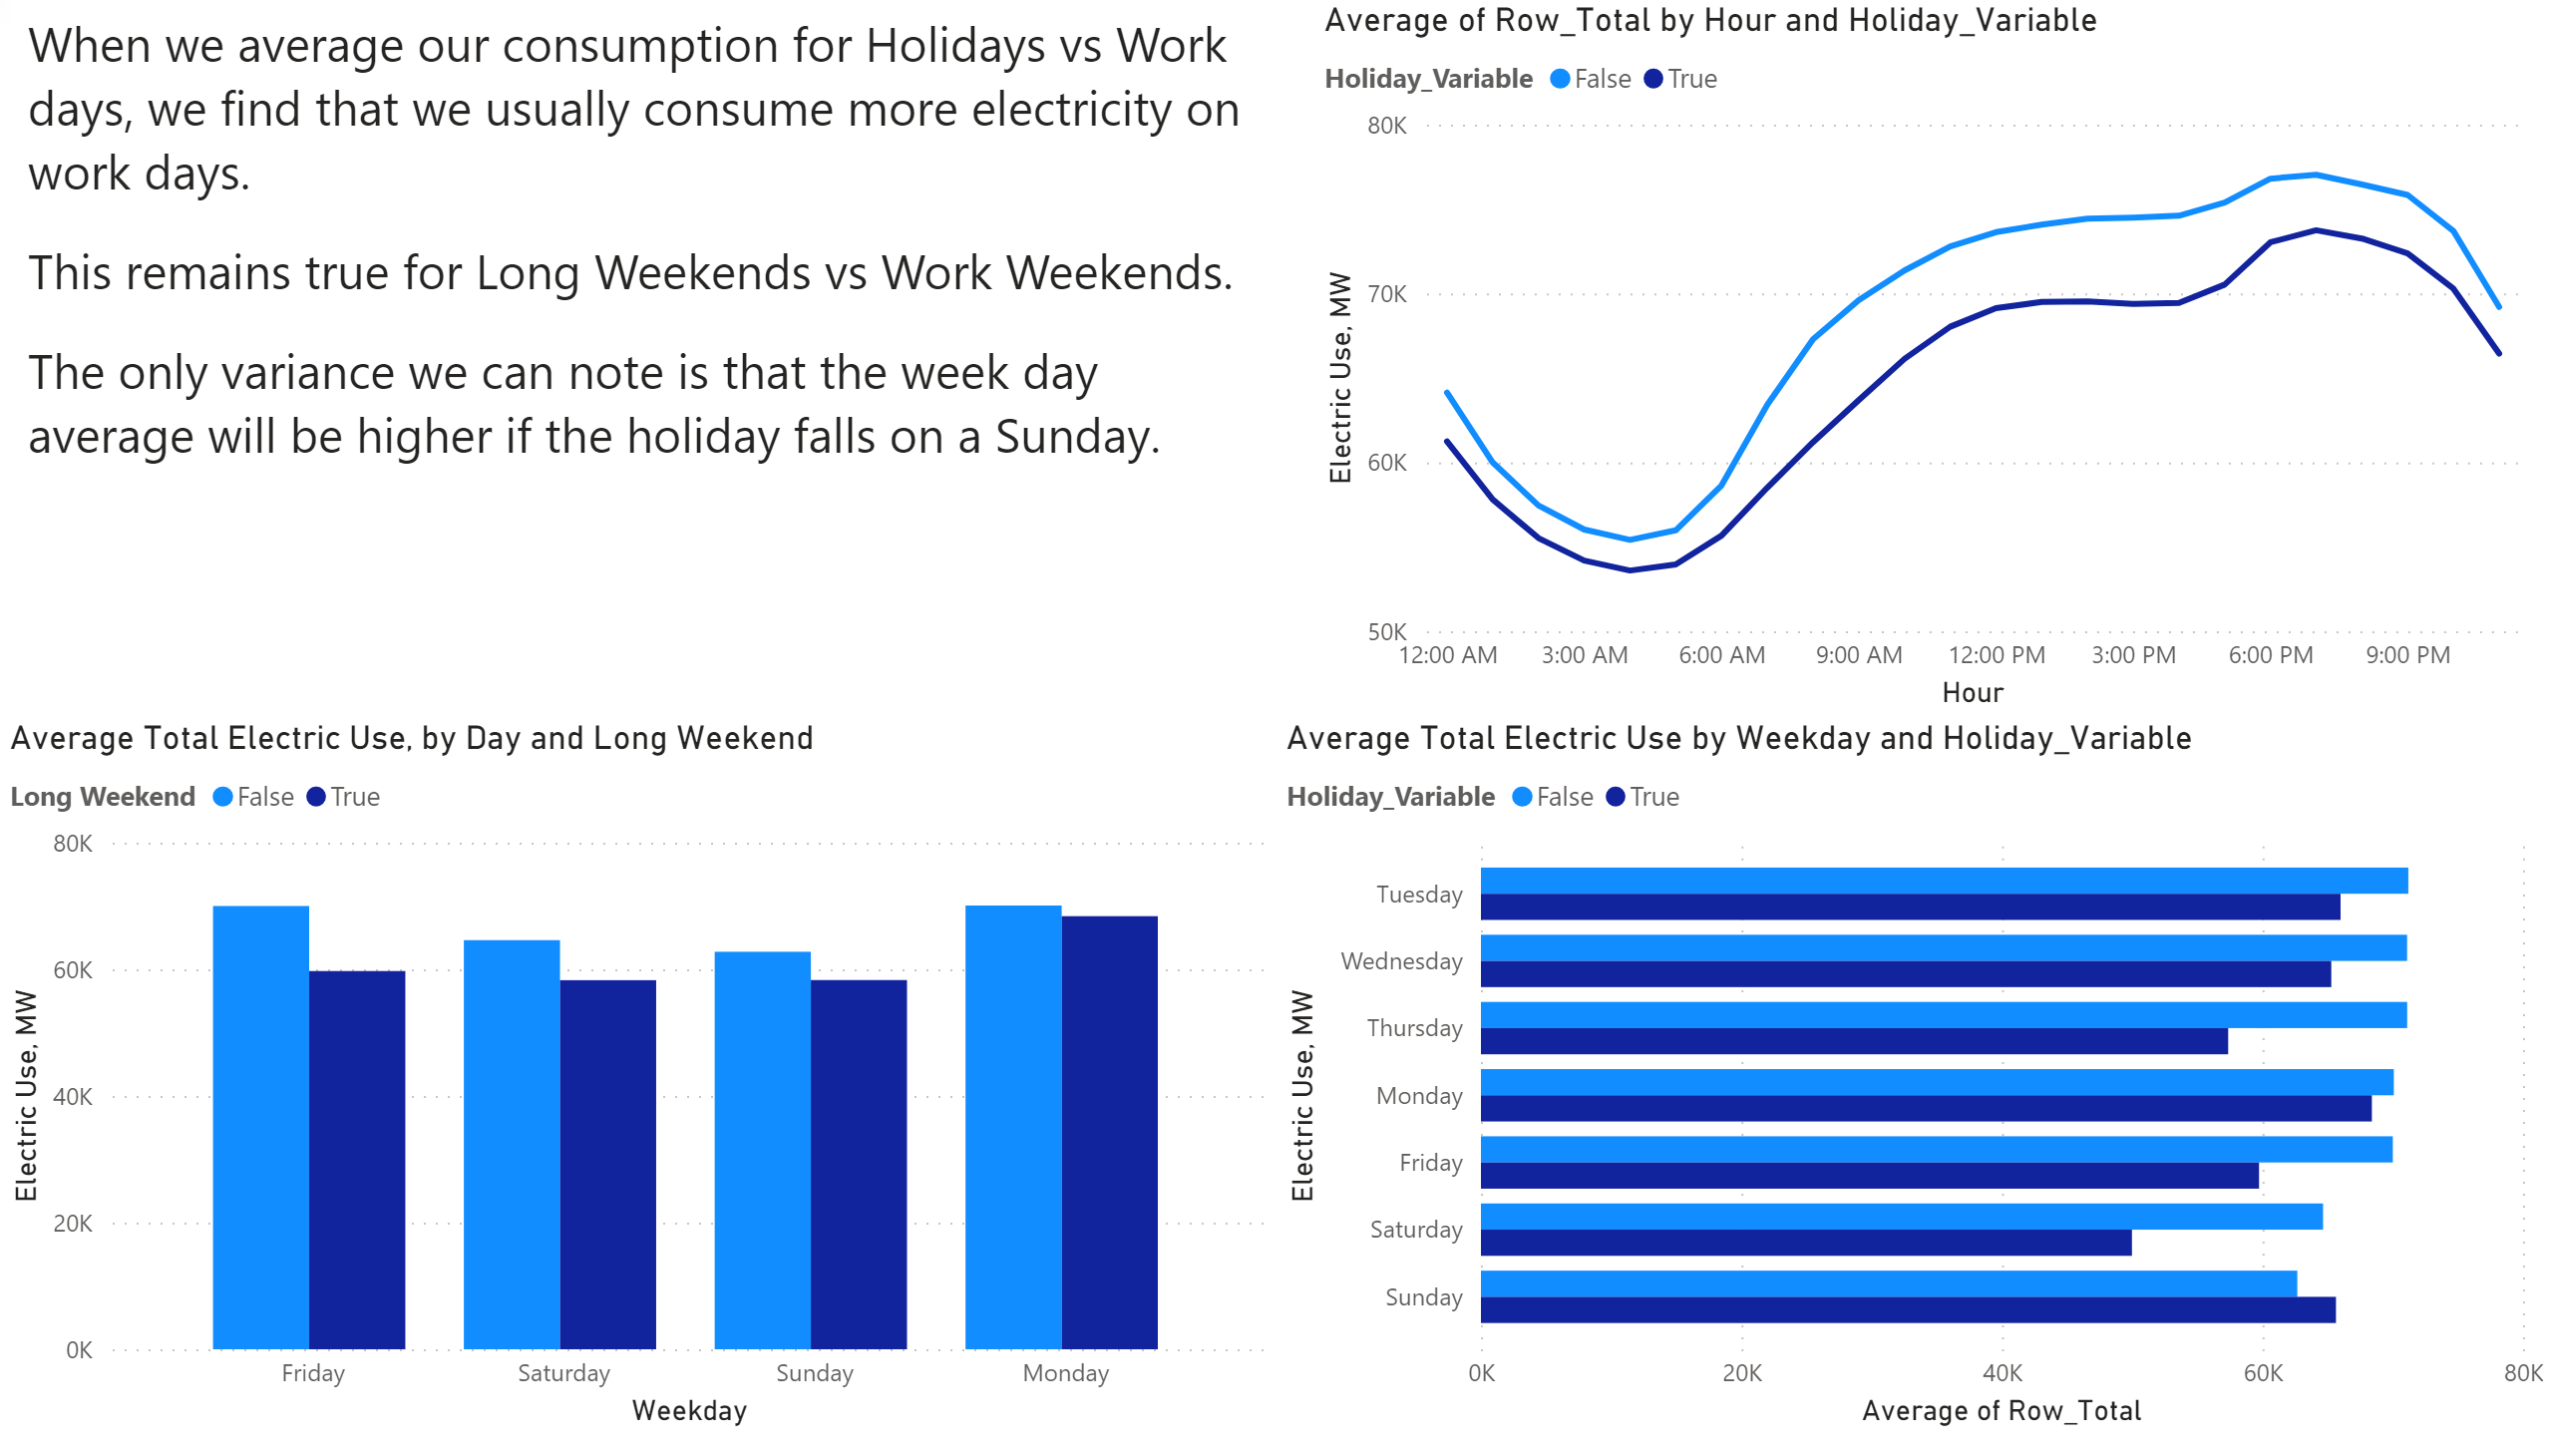 When we average our consumption for Holidays vs Work
days, we find that we usually consume more electricity on
work days.
This remains true for Long Weekends vs Work Weekends.
The only variance we can note is that the week day
average will be higher if the holiday falls on a Sunday.
Average of Row_Total by Hour and Holiday_Variable
Holiday_Variable False True
80K
70K
60K
50K
Electric Use, MW
12:00 AM 3:00 AM 6:00 AM 9:00 AM 12:00 PM 3:00 PM 6:00 PM 9:00 PM
Hour
Average Total Electric Use, by Day and Long Weekend
Long Weekend False True
80K
60K
40K
20K
0K
Electric Use, MW
Friday Saturday Sunday Monday
Weekday
Average Total Electric Use by Weekday and Holiday_Variable
Holiday_Variable False True
Electric Use, MW
Tuesday
Wednesday
Thursday
Monday
Friday
Saturday
Sunday
0K 20K 40K 60K 80K
Average of Row_Total